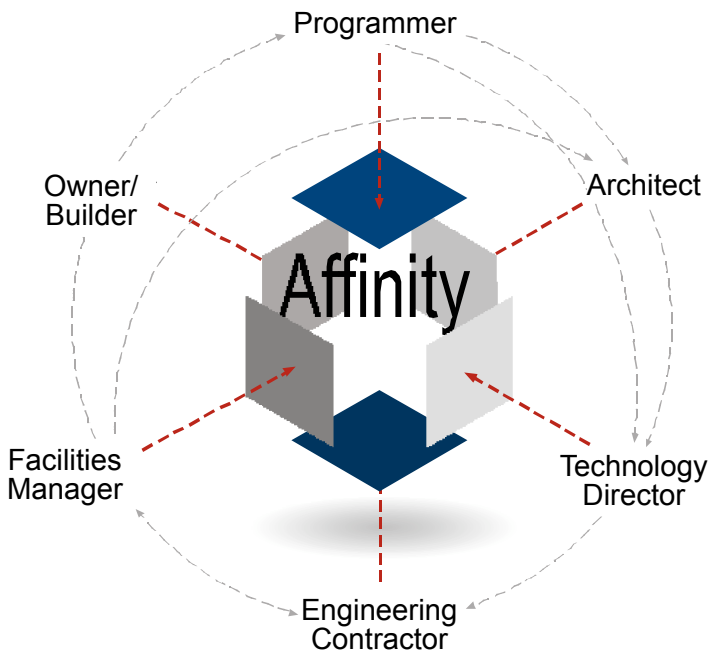 Programmer
Owner/
Builder
Architect
Affinity
Facilities
Manager
Technology
Director
Engineering
Contractor